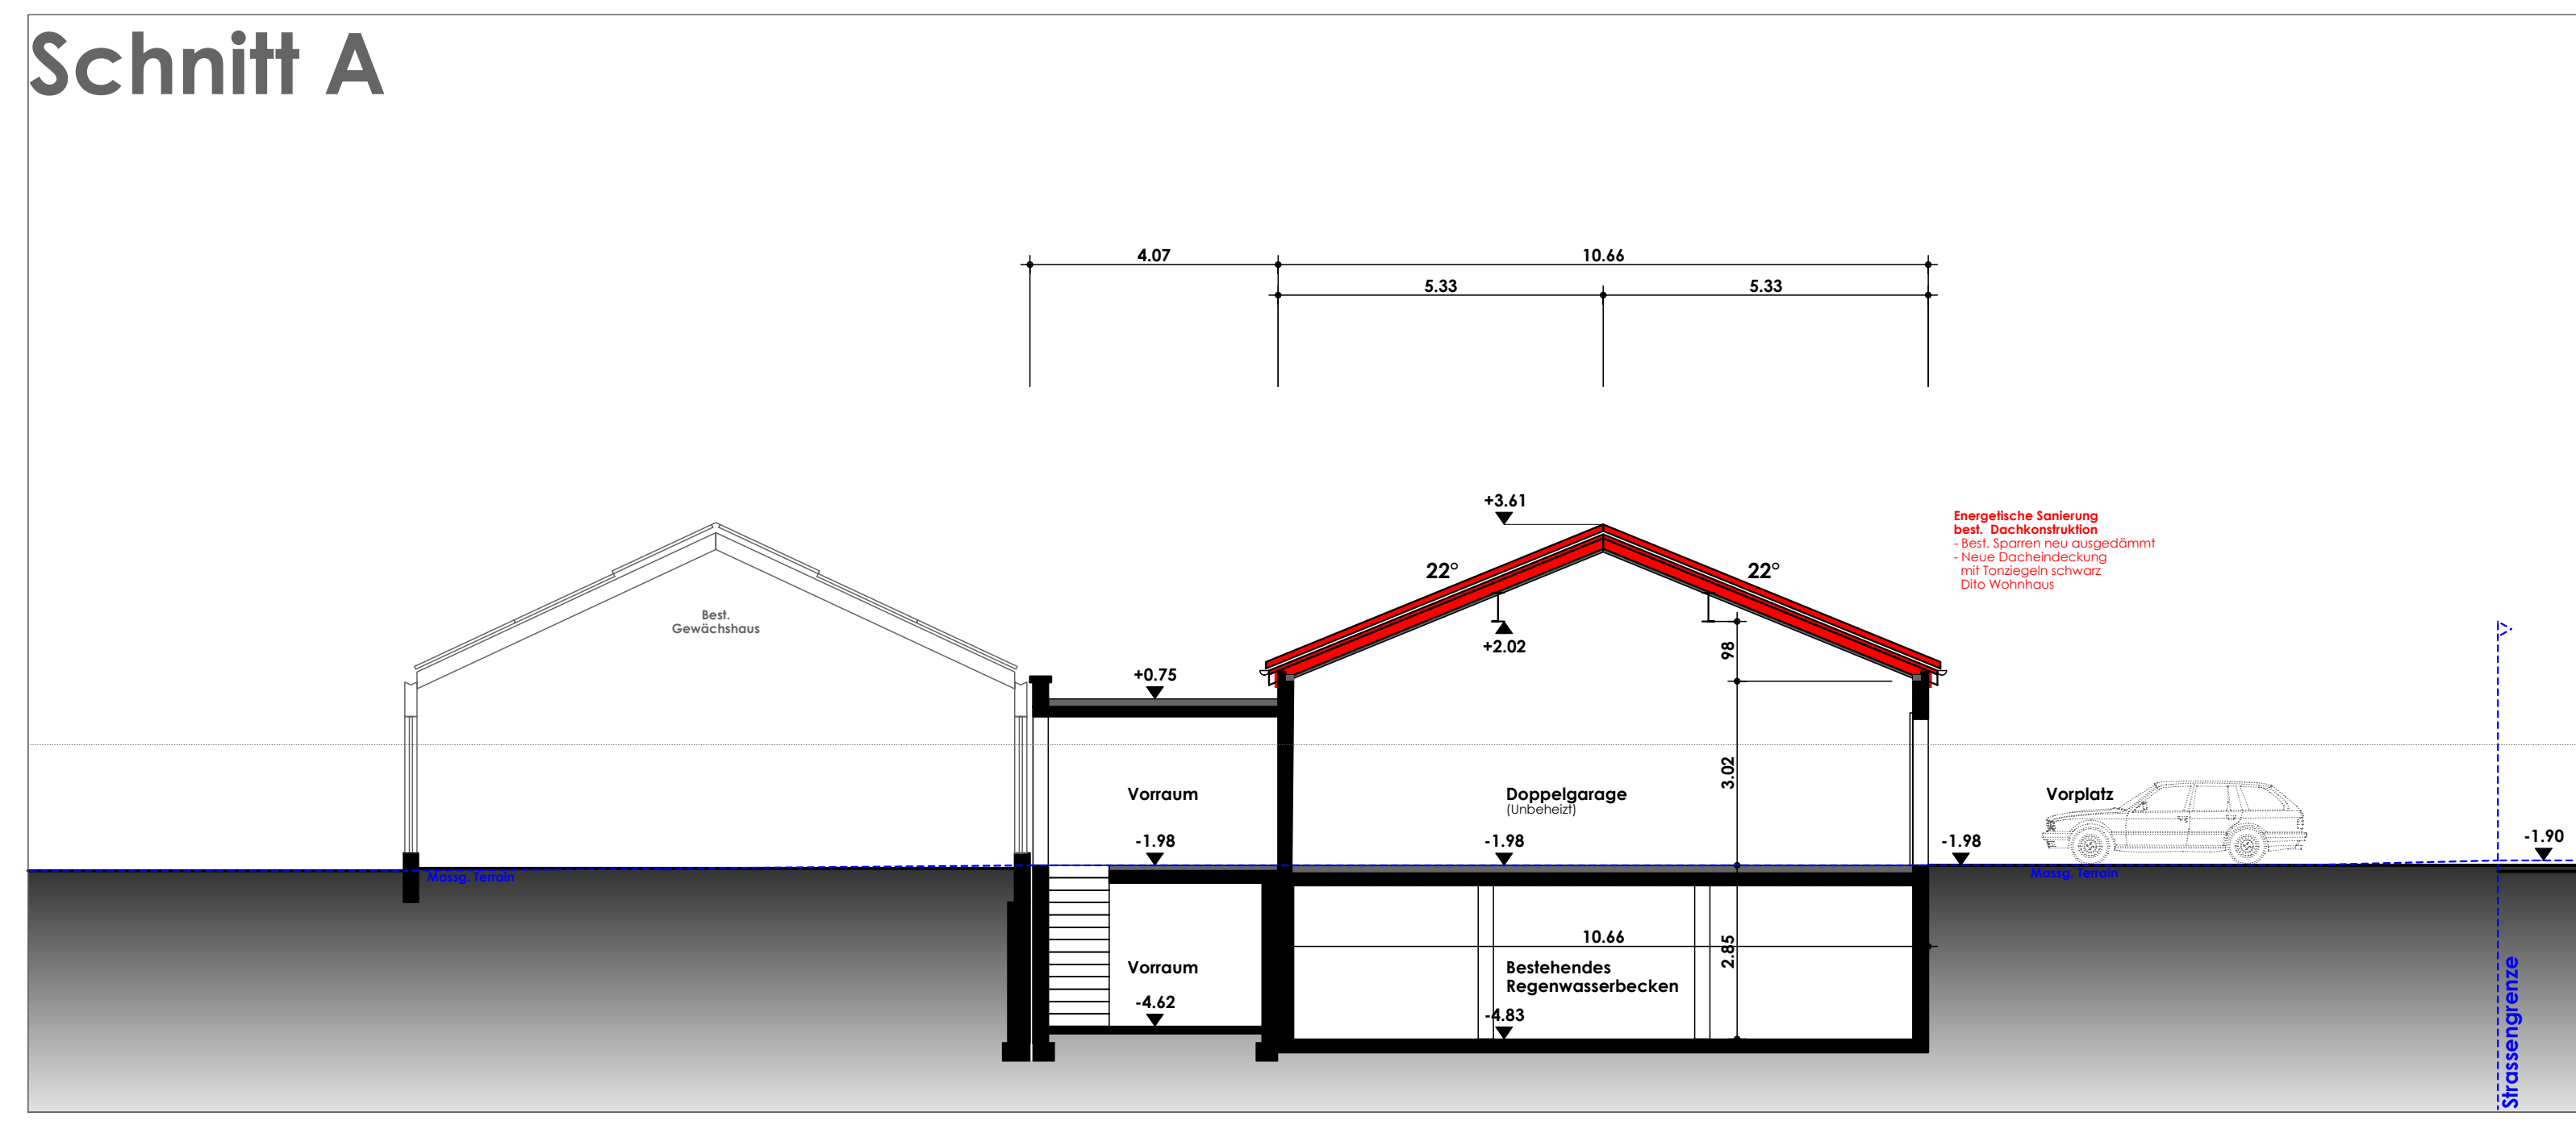 Schnitt A
4.07
10.66
5.33
5.33
+3.61
22°
22°
Energetische Sanierung
best. Dachkonstruktion
- Best. Sparren neu ausgedämmt
- Neue Dacheindeckung
mit Tonziegeln schwarz
Dito Wohnhaus
Best.
Gewächshaus
+2.02
98
+0.75
3.02
Vorraum
Doppelgarage
(Unbeheizt)
Vorplatz
-1.98
-1.98
-1.98
-1.90
Massg. Terrain
Massg. Terrain
10.66
2.85
Vorraum
Bestehendes
Regenwasserbecken
-4.62
-4.83
Strassengrenze